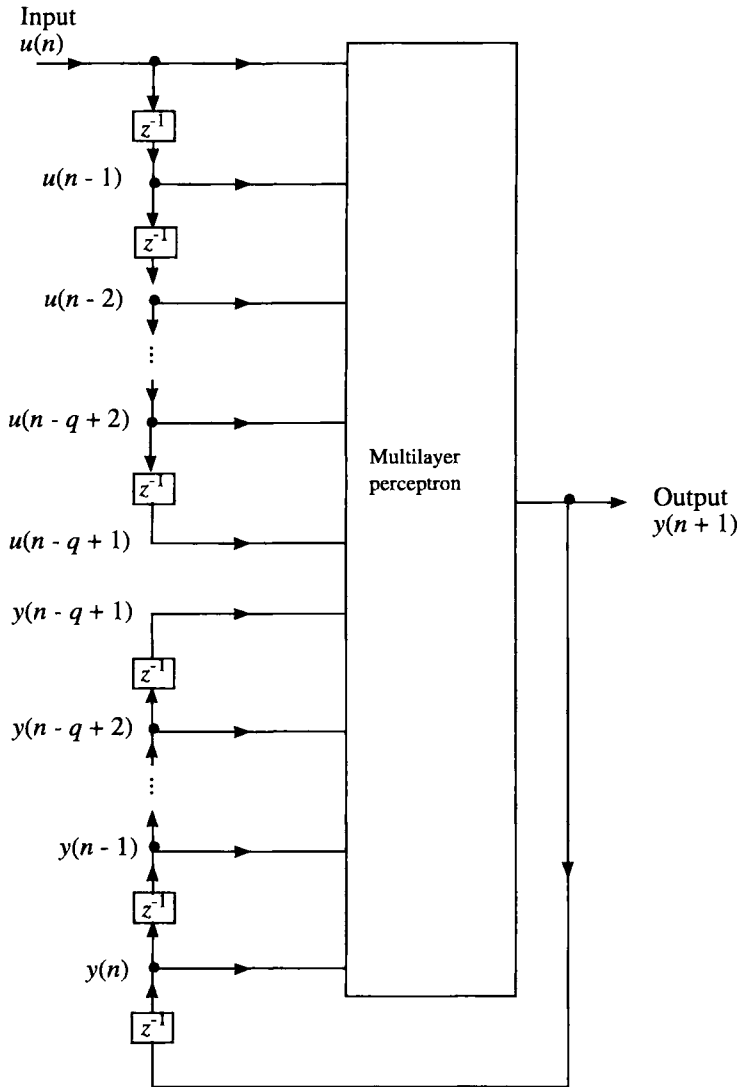 Input
u(n)
z⁻¹
u(n - 1)
z⁻¹
u(n - 2)
...
u(n - q + 2)
z⁻¹
u(n - q + 1)
Multilayer
perceptron
Output
y(n + 1)
y(n - q + 1)
z⁻¹
y(n - q + 2)
...
y(n - 1)
z⁻¹
y(n)
z⁻¹